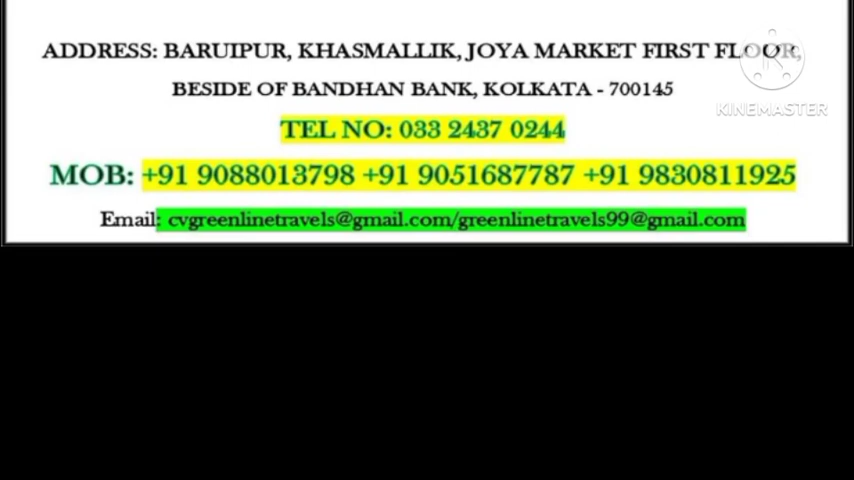 ADDRESS: BARUIPUR, KHASMALLIK, JOYA MARKET FIRST FLOOR,
KINEMASTER
BESIDE OF BANDHAN BANK, KOLKATA - 700145
TEL NO: 033 2437 0244
MOB: +91 9088013798 +91 9051687787 +91 9830811925
Email: cvgreenlinetravels@gmail.com/greenlinetravels99@gmail.com